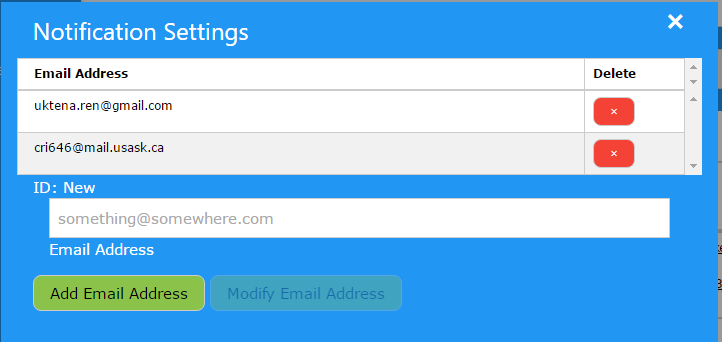 Notification Settings ×
Email Address Delete
uktena.ren@gmail.com ×
cri646@mail.usask.ca ×
ID: New
something@somewhere.com
Email Address
Add Email Address Modify Email Address